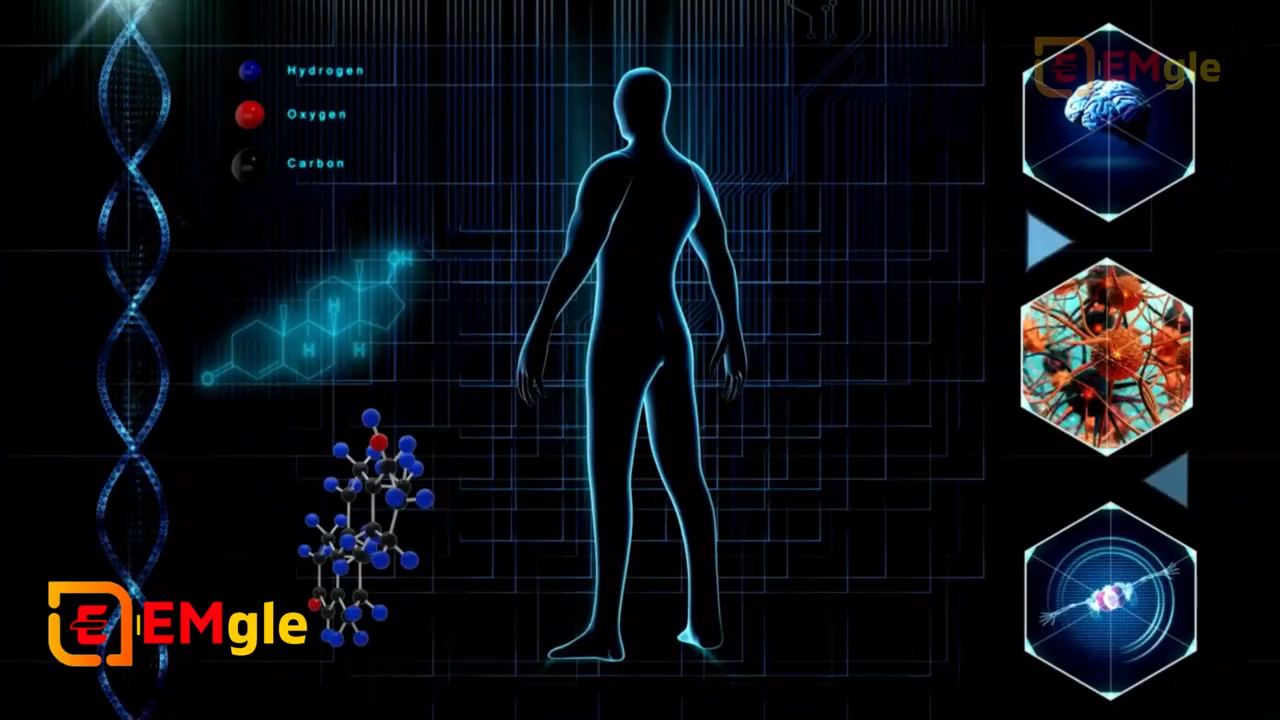 Hydrogen
Oxygen
Carbon
EMgle
OH
H
H
H
O
EMgle